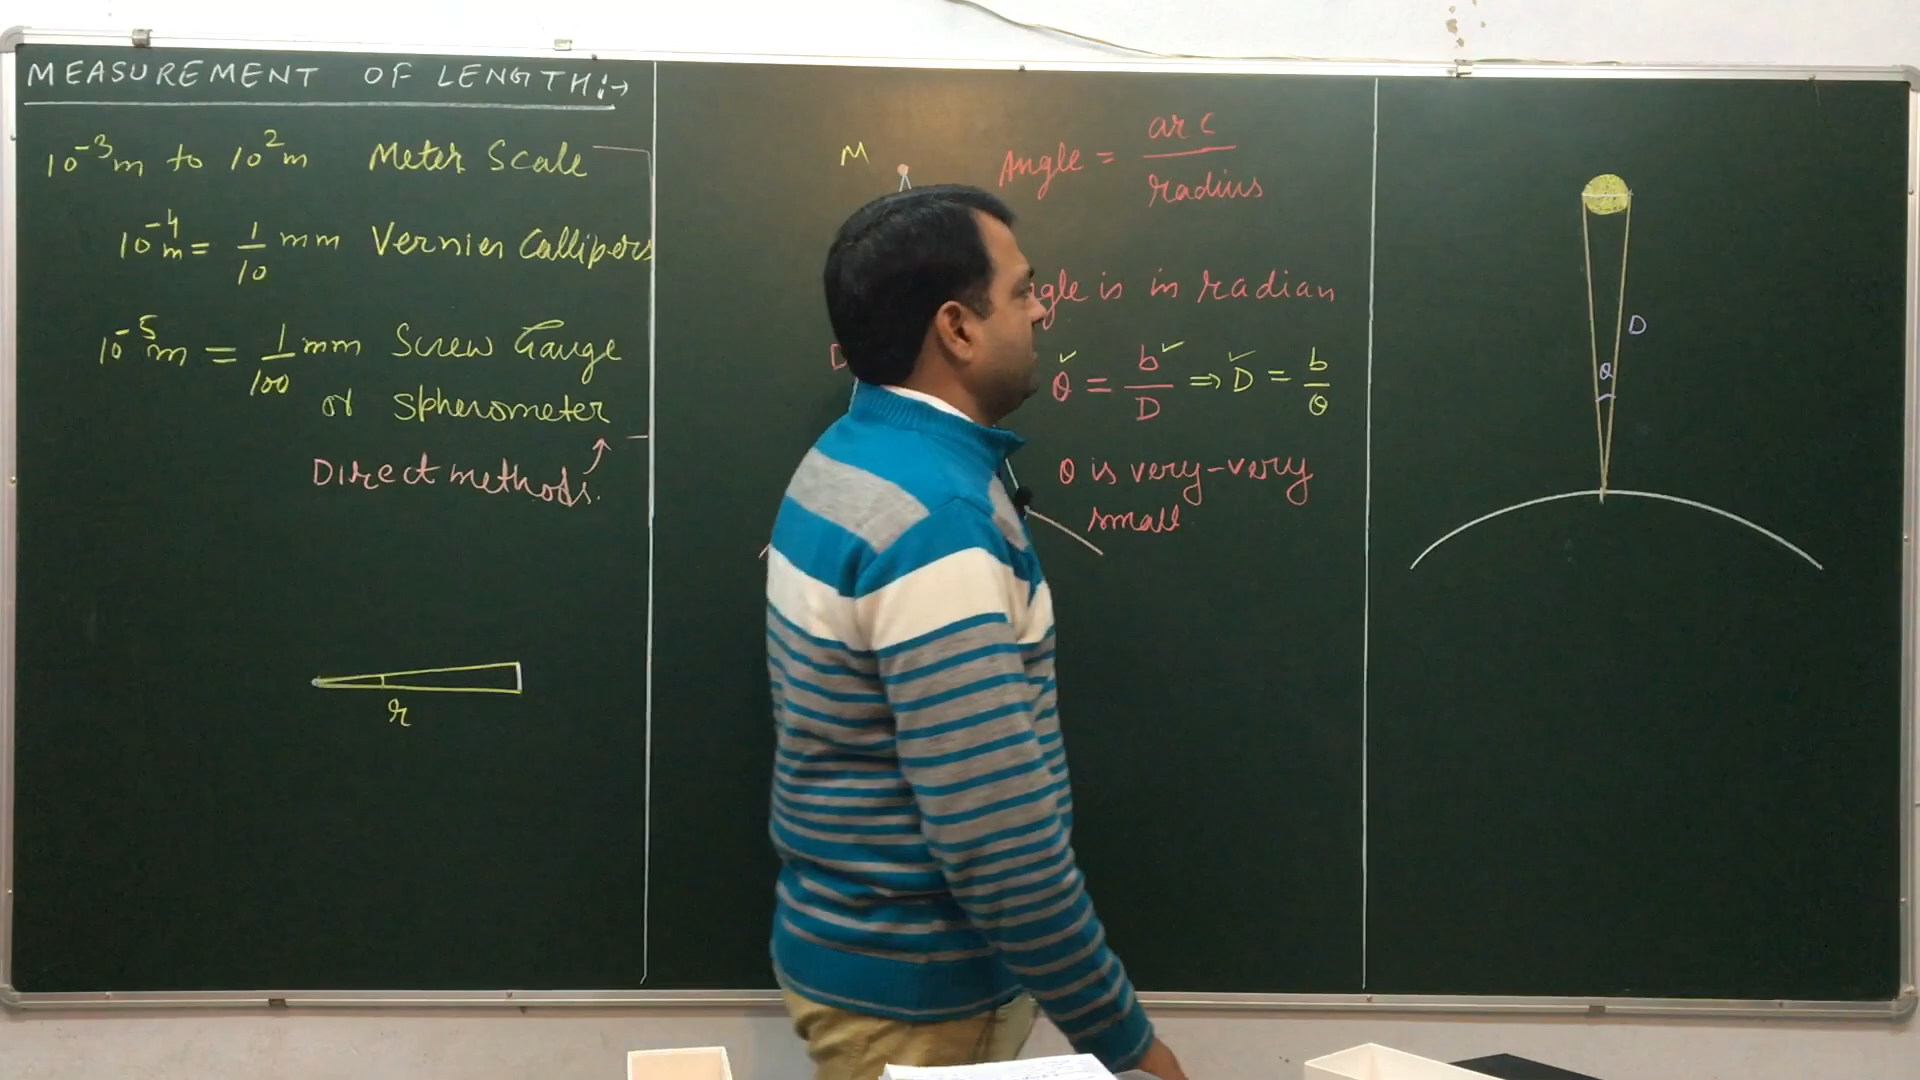 MEASUREMENT OF LENGTH:→
10⁻³m to 10²m Meter Scale
10⁻⁴m = 1/10 mm Vernier Callipers
10⁻⁵m = 1/100 mm Screw Gauge
or Spherometer
Direct methods.
r
M
Angle = arc/radius
ngle is in radian
θ = b/D ⇒ D = b/θ
θ is very-very
small
D
θ